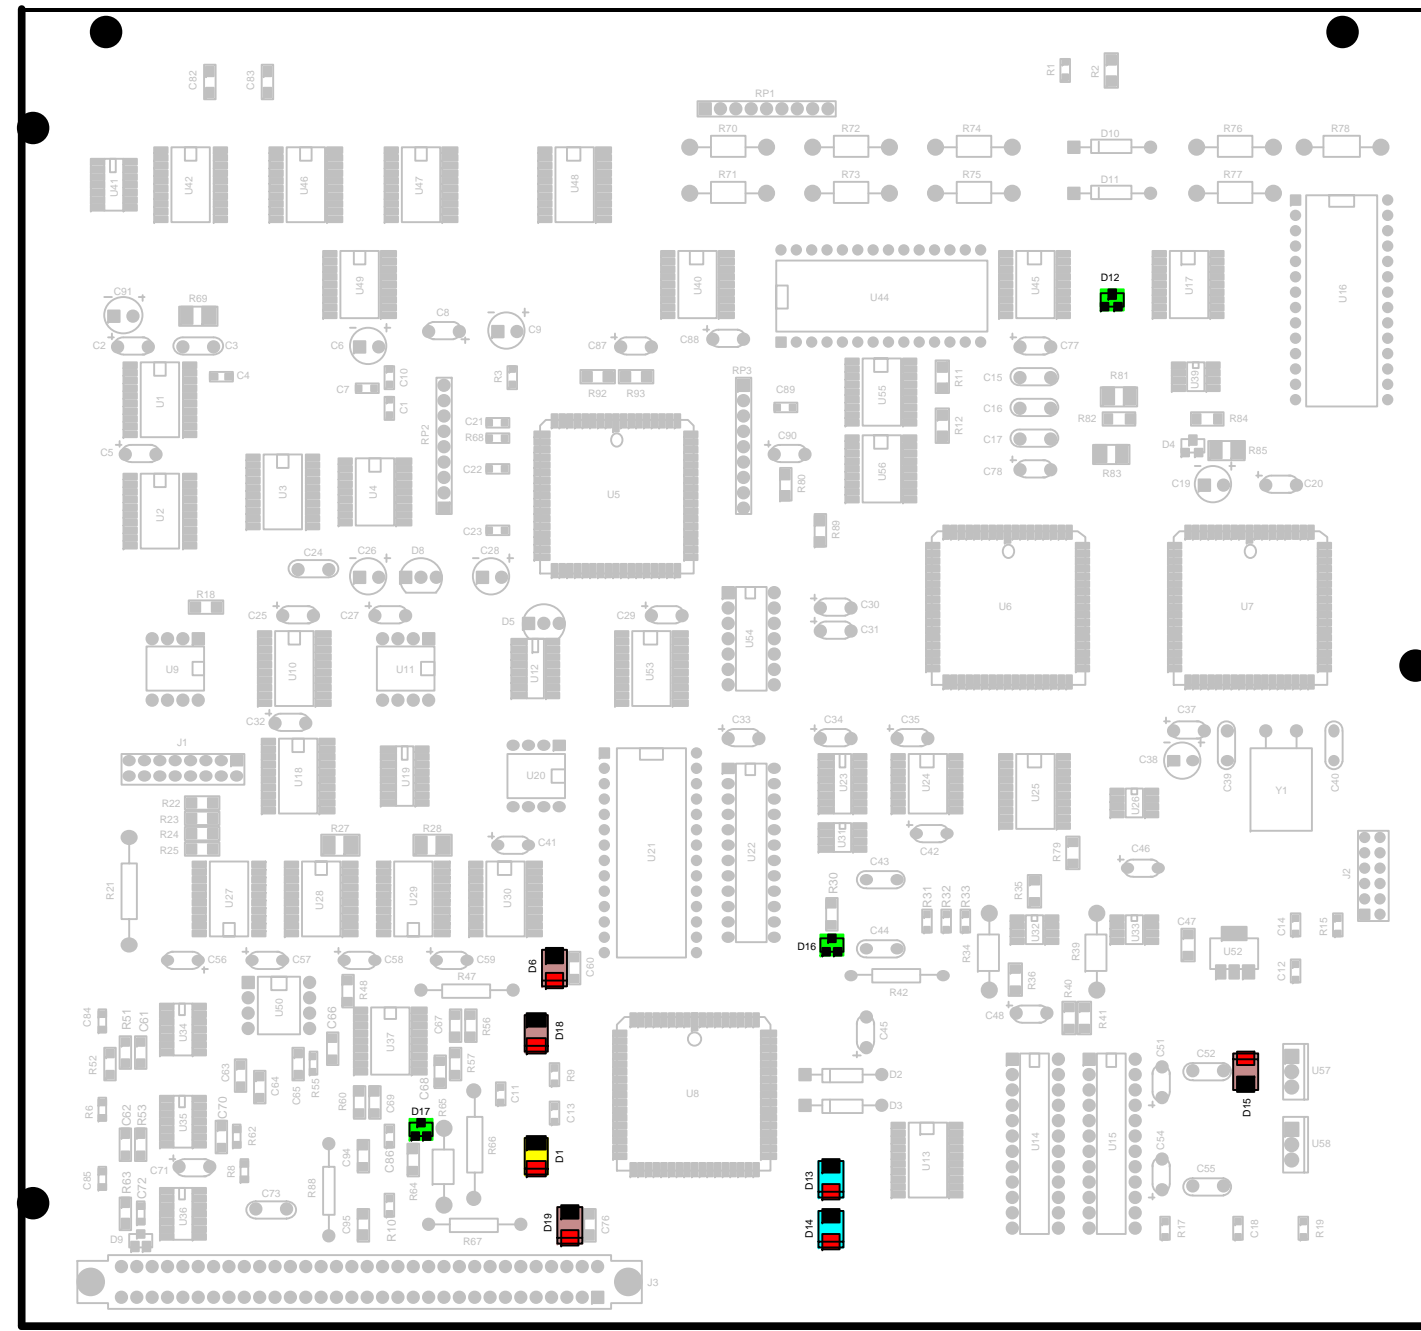 C82 C83 R1 R2
RP1
R70 R72 R74 D10 R76 R78
U41 U42 U46 U47 U48
R71 R73 R75 D11 R77
U49 U40 U44 U45 D12 U17 U16
C91 R69 C8 C9
C2 C3 C6 C87 C88 C77
C4 C7 C10 R3 R92 R93 RP3 R11 C15 R81 U39
U1 C1 C89 U55 C16
C21 RP2 R68 R12 C17 R82 R84
C5 C22 C90 U56 C78 D4 R85 R83
U2 U3 U4 U5 R80 C19 C20
C23 R89
C24 C26 D8 C28
R18 C25 C27 D5 C29 C30 U6 U7
C31
U9 U10 U11 U12 U53 U54
C32 C33 C34 C35 C37
J1 U18 U19 U20 U23 U24 U25 C38 C39 Y1 C40
R22 U26
R23
R24 R27 R28 C41 U21 U22 U31 C42 R79 C46
R25
R21 U27 U28 U29 U30 R30 C43 R31 R32 R33 R35 J2
U32 U33 C47 C14 R15
D16 C44 R34 R39 U52
C56 C57 C58 C59 D6 C60 C12
R47 R42 R36
C84 R51 C61 U34 U50 R48 C66 U37 C67 R56 D18 C45 C48 R40 R41
R52 C63 C64 C65 R55 C68 R57 R9 D2 C51 C52 D15 U57
R6 C62 R53 U35 C70 R62 R60 C69 D17 R65 C11 C13 U8 D3
C71 R8 C94 C86 R64 R66 D1 U13 U14 U15 C54 U58
C85 R63 C72 U36 C73 R88 D13 C55
D9 C95 R10 R67 D19 C76 D14 R17 C18 R19
J3